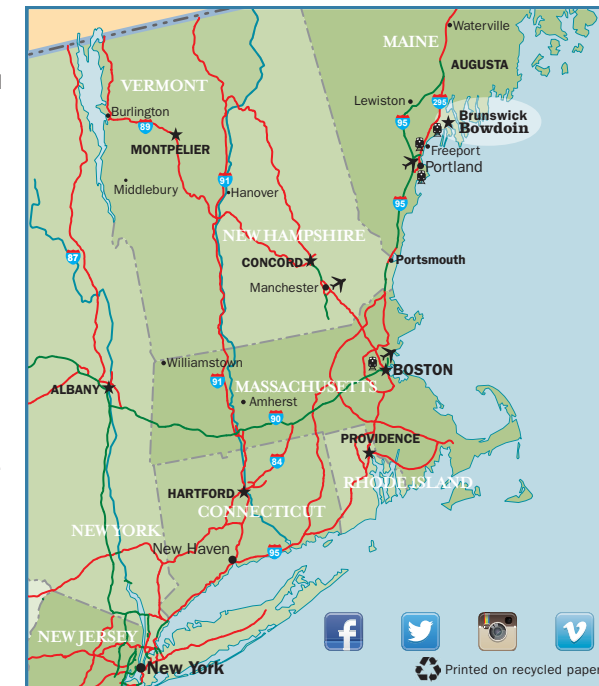 Waterville
MAINE
AUGUSTA
VERMONT
Lewiston
295
Burlington
95
Brunswick
Bowdoin
89
MONTPELIER
Freeport
Portland
Middlebury
91
Hanover
95
NEW HAMPSHIRE
87
CONCORD
Portsmouth
Manchester
Williamstown
BOSTON
91
MASSACHUSETTS
ALBANY
Amherst
90
PROVIDENCE
84
RHODE ISLAND
HARTFORD
CONNECTICUT
NEW YORK
New Haven
95
NEW JERSEY
New York
Printed on recycled paper